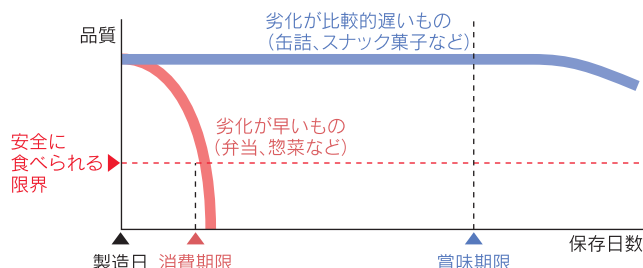 品質
劣化が比較的遅いもの
（缶詰、スナック菓子など）
劣化が早いもの
（弁当、惣菜など）
安全に
食べられる
限界
保存日数
製造日
消費期限
賞味期限